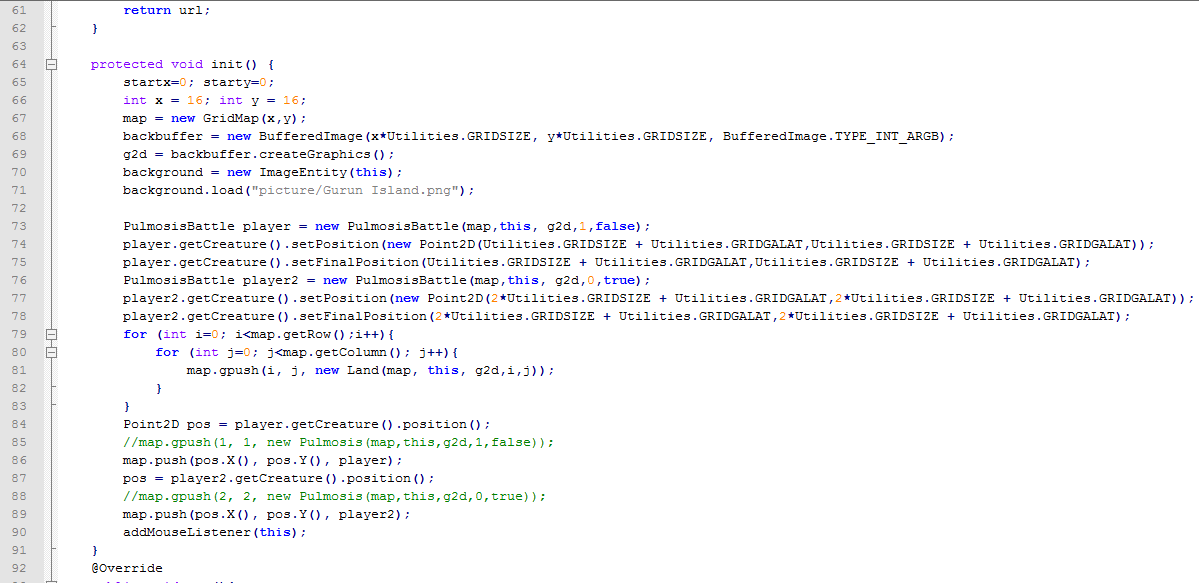 61 return url;
62 }
63
64 protected void init() {
65 startx=0; starty=0;
66 int x = 16; int y = 16;
67 map = new GridMap(x,y);
68 backbuffer = new BufferedImage(x*Utilities.GRIDSIZE, y*Utilities.GRIDSIZE, BufferedImage.TYPE_INT_ARGB);
69 g2d = backbuffer.createGraphics();
70 background = new ImageEntity(this);
71 background.load("picture/Gurun Island.png");
72
73 PulmosisBattle player = new PulmosisBattle(map,this, g2d,1,false);
74 player.getCreature().setPosition(new Point2D(Utilities.GRIDSIZE + Utilities.GRIDGALAT,Utilities.GRIDSIZE + Utilities.GRIDGALAT));
75 player.getCreature().setFinalPosition(Utilities.GRIDSIZE + Utilities.GRIDGALAT,Utilities.GRIDSIZE + Utilities.GRIDGALAT);
76 PulmosisBattle player2 = new PulmosisBattle(map,this, g2d,0,true);
77 player2.getCreature().setPosition(new Point2D(2*Utilities.GRIDSIZE + Utilities.GRIDGALAT,2*Utilities.GRIDSIZE + Utilities.GRIDGALAT));
78 player2.getCreature().setFinalPosition(2*Utilities.GRIDSIZE + Utilities.GRIDGALAT,2*Utilities.GRIDSIZE + Utilities.GRIDGALAT);
79 for (int i=0; i<map.getRow();i++){
80 for (int j=0; j<map.getColumn(); j++){
81 map.gpush(i, j, new Land(map, this, g2d,i,j));
82 }
83 }
84 Point2D pos = player.getCreature().position();
85 //map.gpush(1, 1, new Pulmosis(map,this,g2d,1,false));
86 map.push(pos.X(), pos.Y(), player);
87 pos = player2.getCreature().position();
88 //map.gpush(2, 2, new Pulmosis(map,this,g2d,0,true));
89 map.push(pos.X(), pos.Y(), player2);
90 addMouseListener(this);
91 }
92 @Override